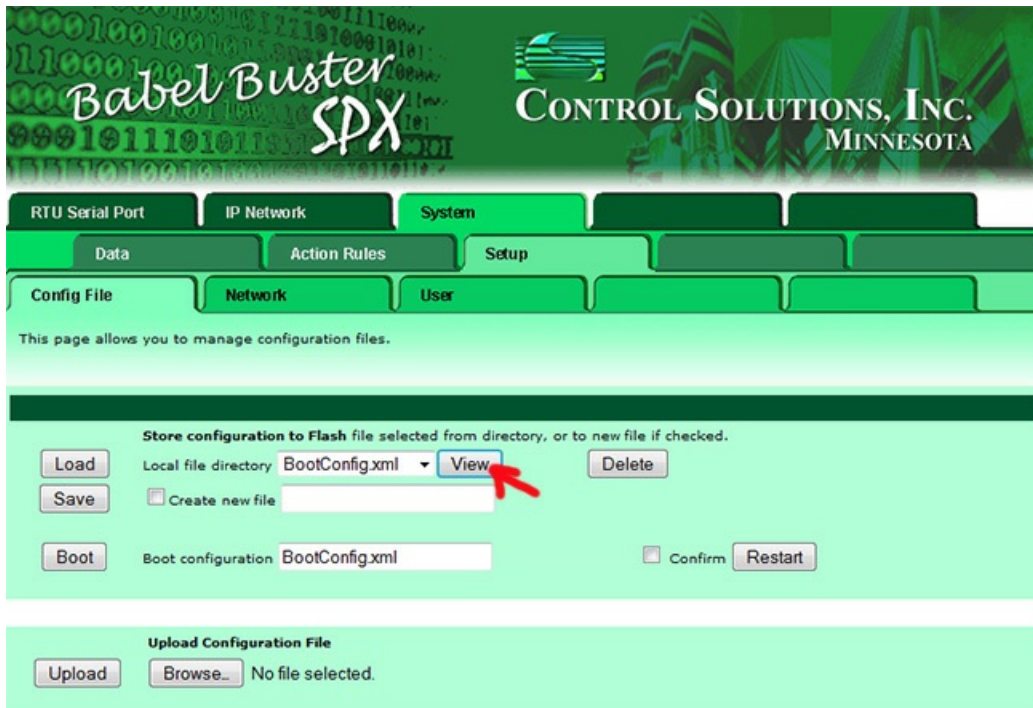 Babel Buster
SPX
CONTROL SOLUTIONS, INC.
MINNESOTA
RTU Serial Port IP Network System
Data Action Rules Setup
Config File Network User
This page allows you to manage configuration files.
Store configuration to Flash file selected from directory, or to new file if checked.
Load Local file directory BootConfig.xml View Delete
Save Create new file
Boot Boot configuration BootConfig.xml Confirm Restart
Upload Configuration File
Upload Browse_ No file selected.